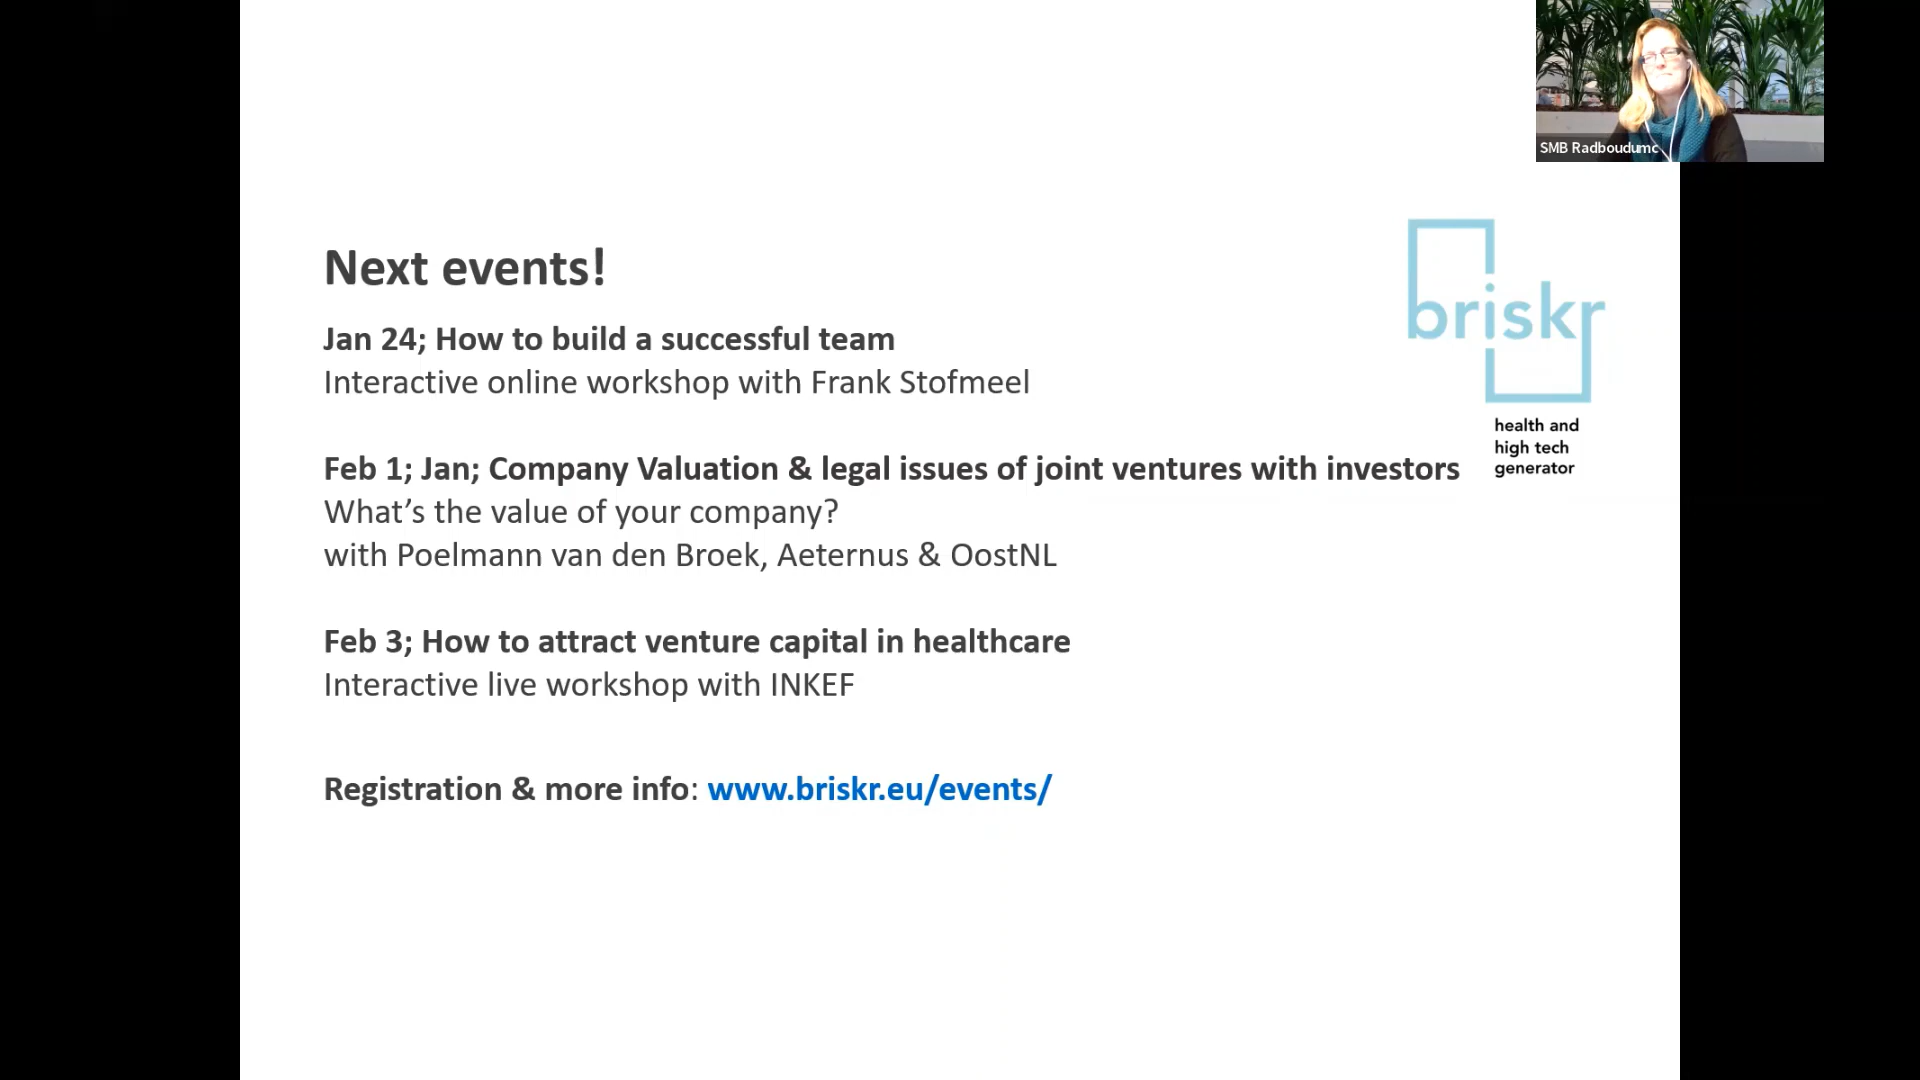 SMB Radboudumc
Next events!
Jan 24; How to build a successful team
Interactive online workshop with Frank Stofmeel
Feb 1; Jan; Company Valuation & legal issues of joint ventures with investors
What’s the value of your company?
with Poelmann van den Broek, Aeternus & OostNL
Feb 3; How to attract venture capital in healthcare
Interactive live workshop with INKEF
Registration & more info: www.briskr.eu/events/
briskr
health and
high tech
generator